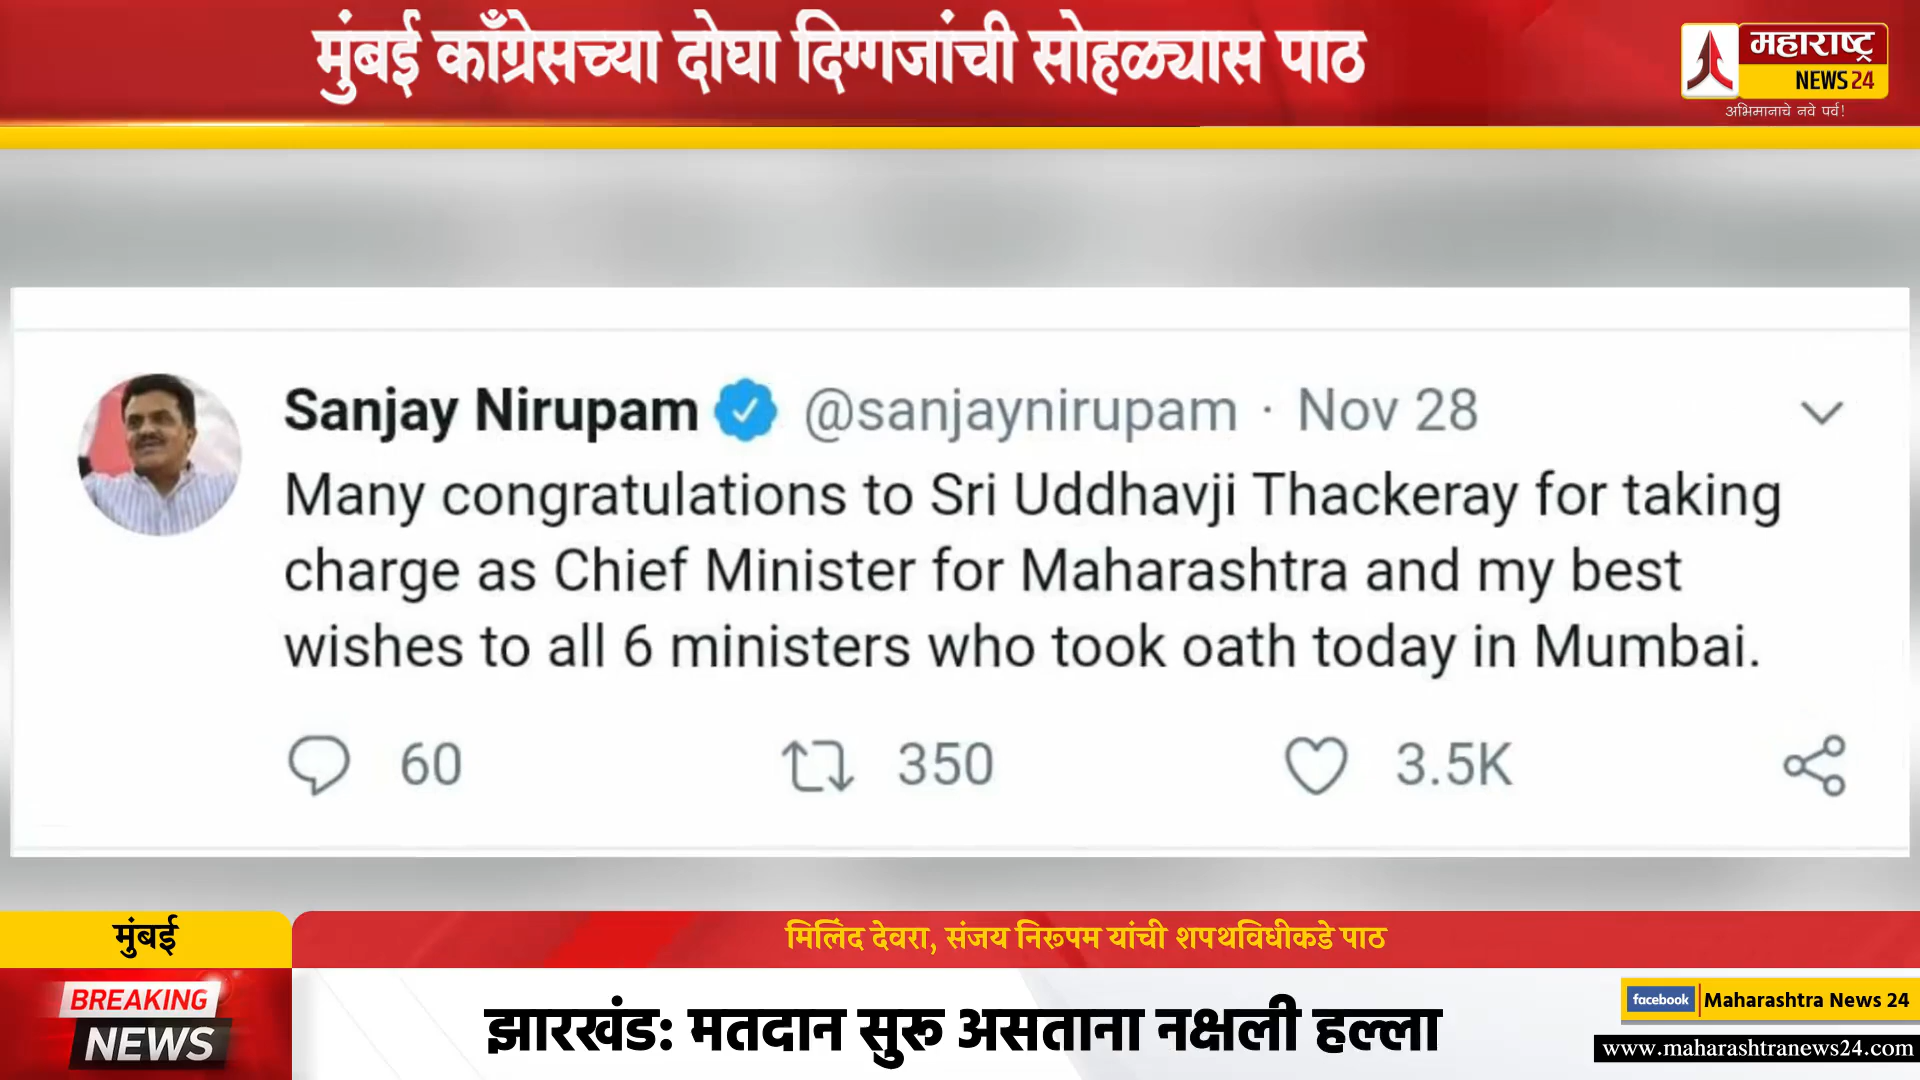 मुंबई काँग्रेसच्या दोघा दिग्गजांची सोहळ्यास पाठ
महाराष्ट्र
NEWS 24
अभिमानाचे नवे पर्व!
Sanjay Nirupam @sanjaynirupam · Nov 28
Many congratulations to Sri Uddhavji Thackeray for taking
charge as Chief Minister for Maharashtra and my best
wishes to all 6 ministers who took oath today in Mumbai.
60 350 3.5K
मुंबई
मिलिंद देवरा, संजय निरूपम यांची शपथविधीकडे पाठ
BREAKING
NEWS
झारखंड: मतदान सुरू असताना नक्षली हल्ला
facebook Maharashtra News 24
www.maharashtranews24.com